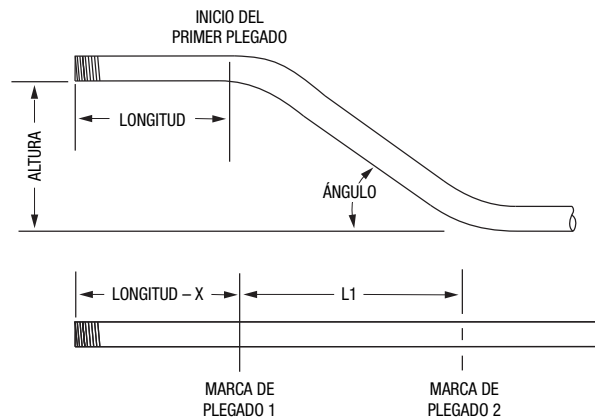 INICIO DEL
PRIMER PLEGADO
LONGITUD
ALTURA
ÁNGULO
LONGITUD – X
L1
MARCA DE
PLEGADO 1
MARCA DE
PLEGADO 2